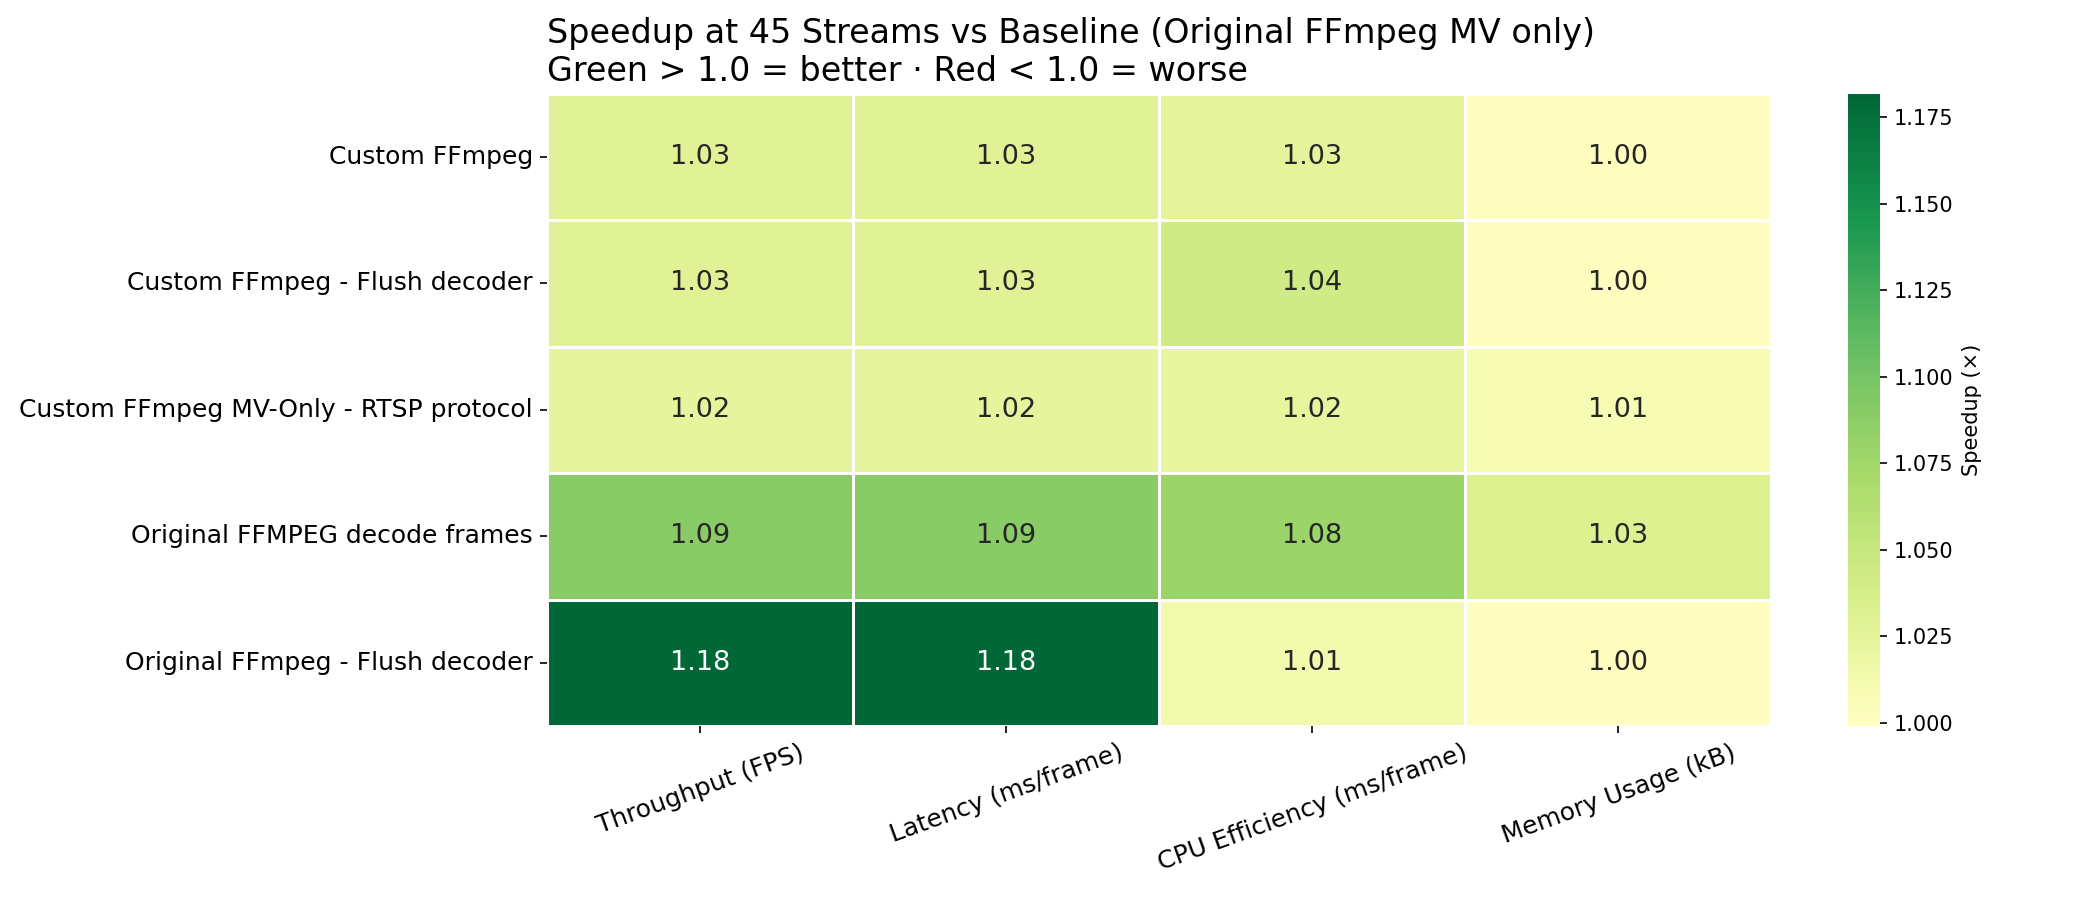 Speedup at 45 Streams vs Baseline (Original FFmpeg MV only)
Green > 1.0 = better · Red < 1.0 = worse
Custom FFmpeg
1.03 1.03 1.03 1.00
Custom FFmpeg - Flush decoder
1.03 1.03 1.04 1.00
Custom FFmpeg MV-Only - RTSP protocol
1.02 1.02 1.02 1.01
Original FFMPEG decode frames
1.09 1.09 1.08 1.03
Original FFmpeg - Flush decoder
1.18 1.18 1.01 1.00
Throughput (FPS)
Latency (ms/frame)
CPU Efficiency (ms/frame)
Memory Usage (kB)
1.175
1.150
1.125
1.100
1.075
1.050
1.025
1.000
Speedup (×)